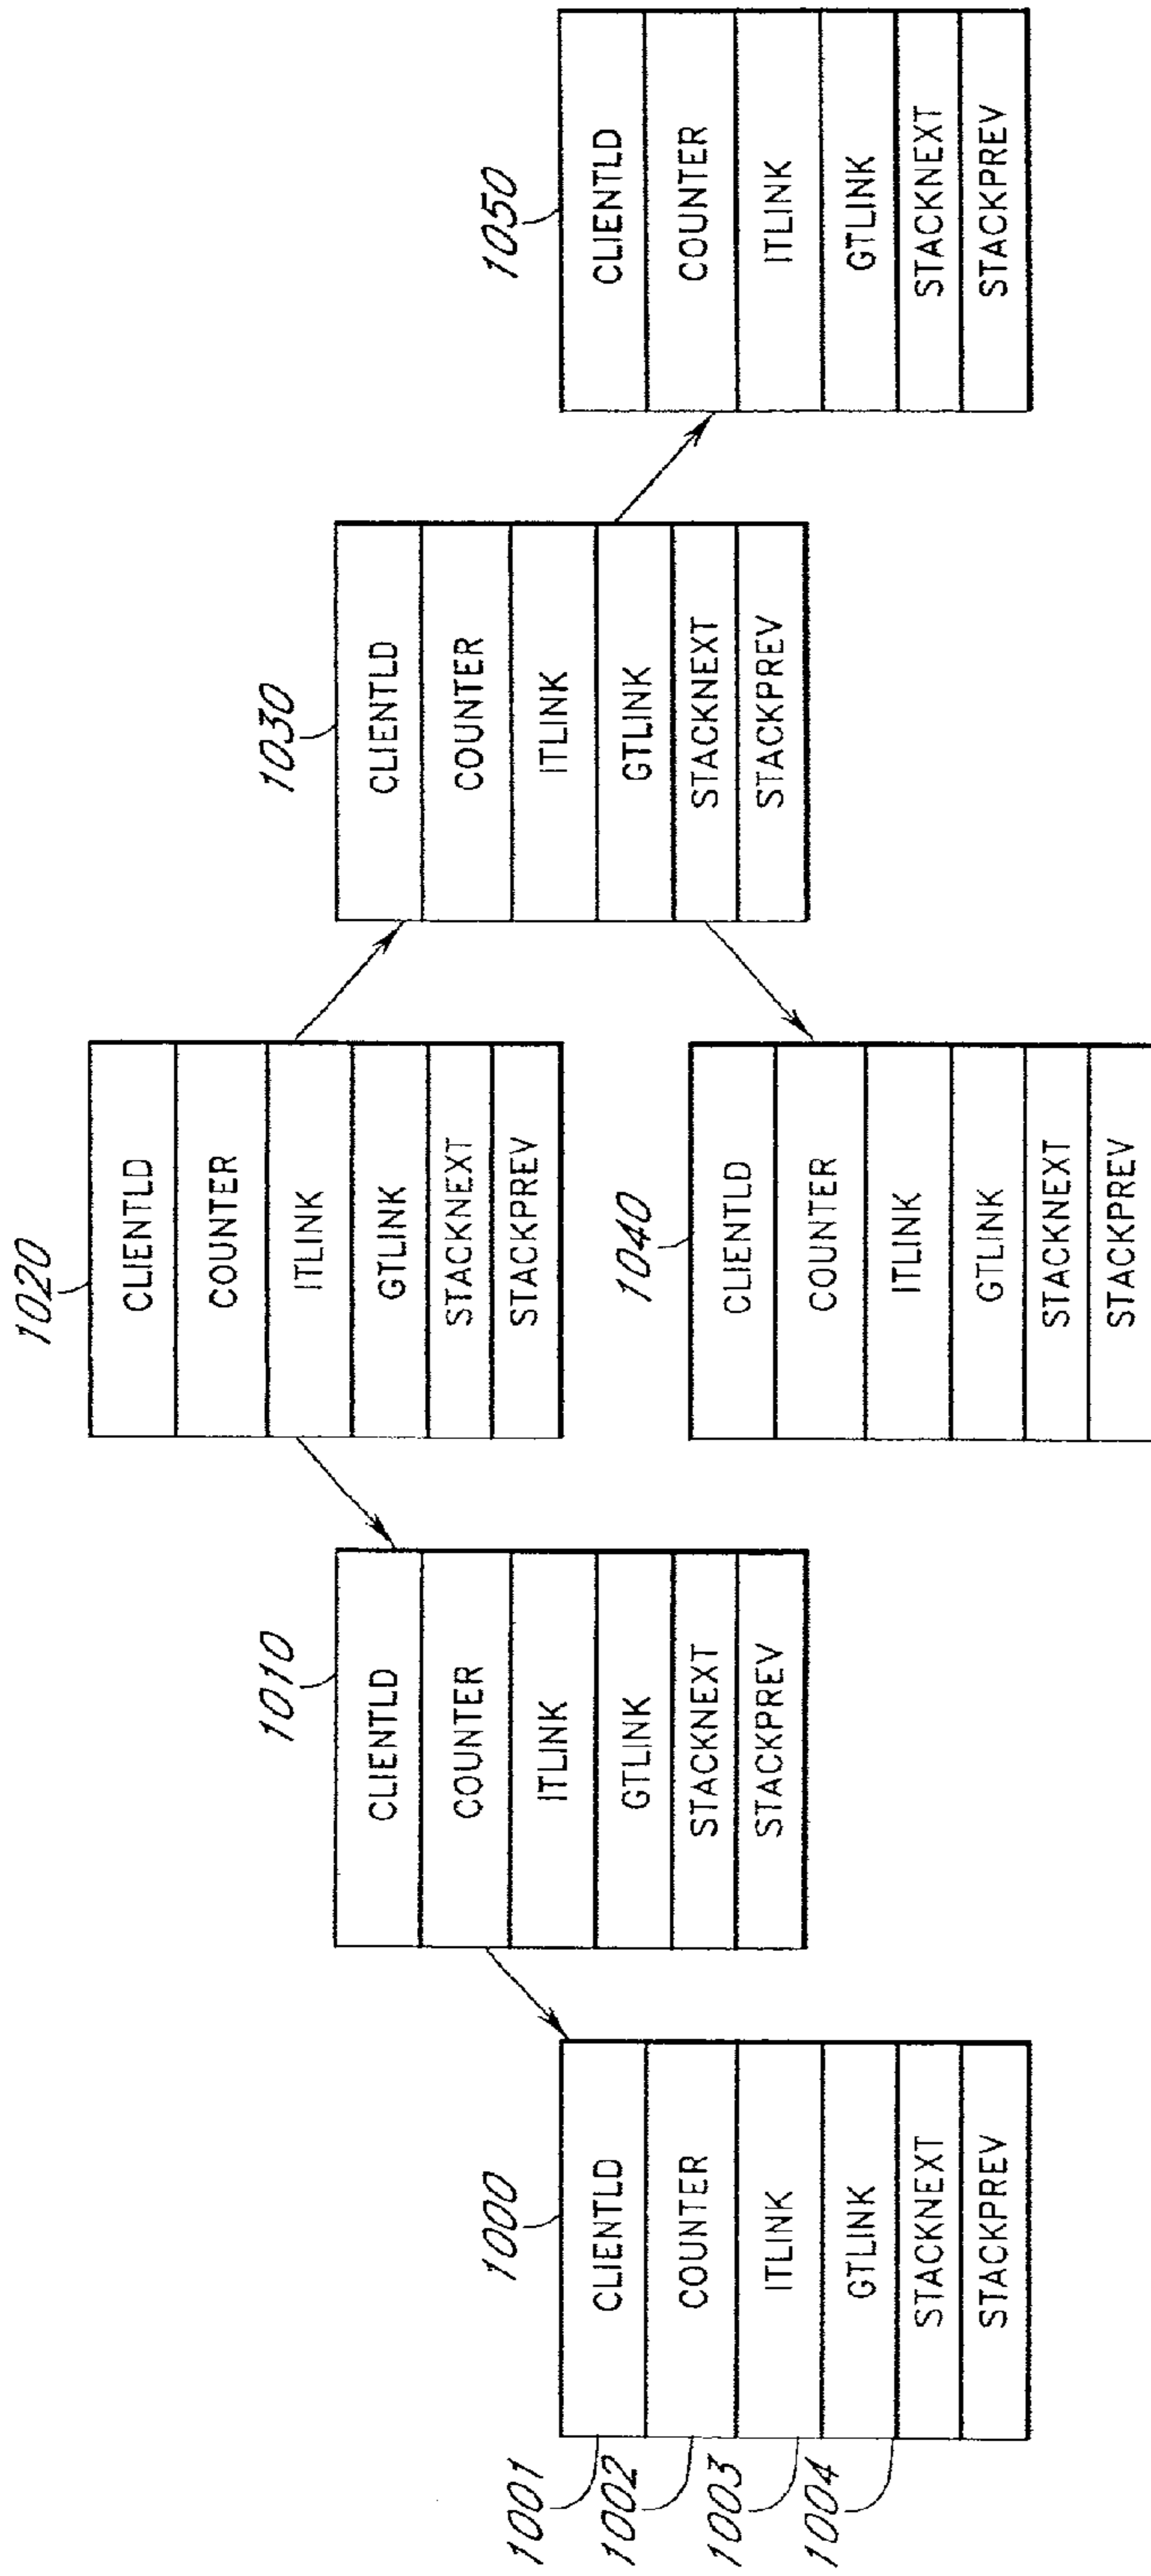 1020
CLIENTLD
COUNTER
ITLINK
GTLINK
STACKNEXT
STACKPREV
1010
CLIENTLD
COUNTER
ITLINK
GTLINK
STACKNEXT
STACKPREV
1030
CLIENTLD
COUNTER
ITLINK
GTLINK
STACKNEXT
STACKPREV
1000
1001
CLIENTLD
1002
COUNTER
1003
ITLINK
1004
GTLINK
STACKNEXT
STACKPREV
1040
CLIENTLD
COUNTER
ITLINK
GTLINK
STACKNEXT
STACKPREV
1050
CLIENTLD
COUNTER
ITLINK
GTLINK
STACKNEXT
STACKPREV